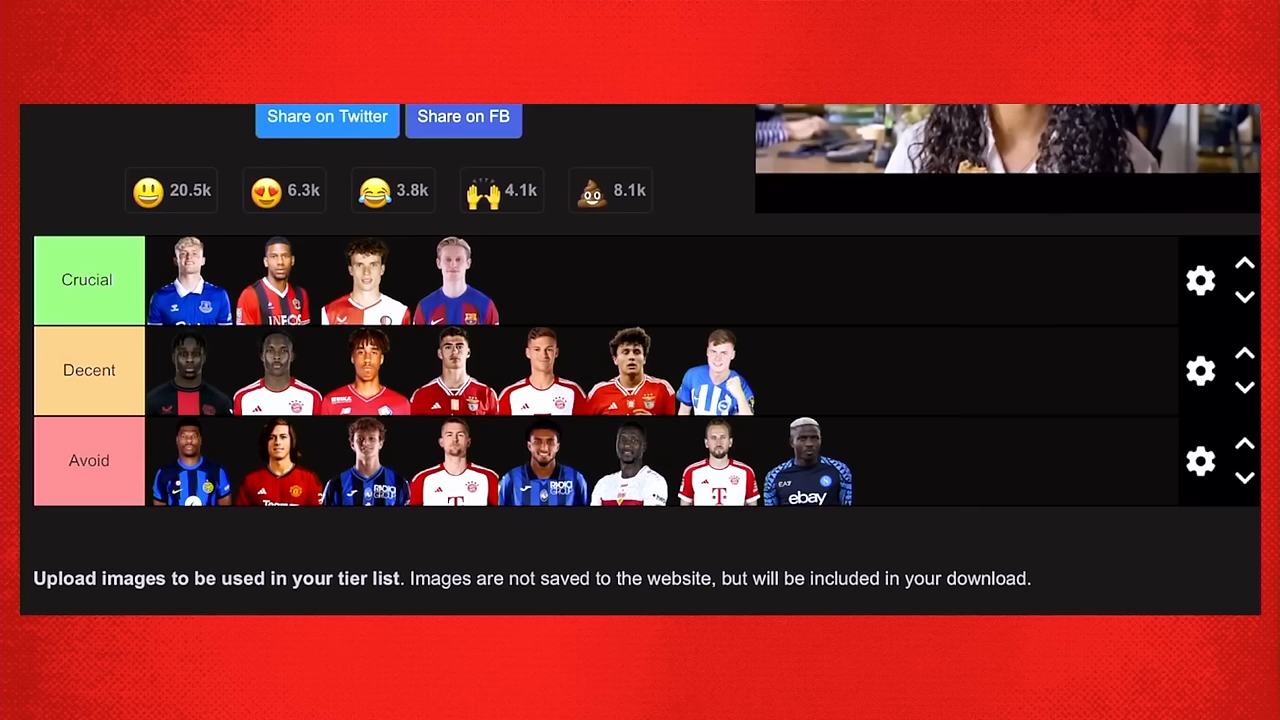 Share on Twitter Share on FB
20.5k 6.3k 3.8k 4.1k 8.1k
Crucial
INEOS
Decent
Avoid
ebay
Upload images to be used in your tier list. Images are not saved to the website, but will be included in your download.